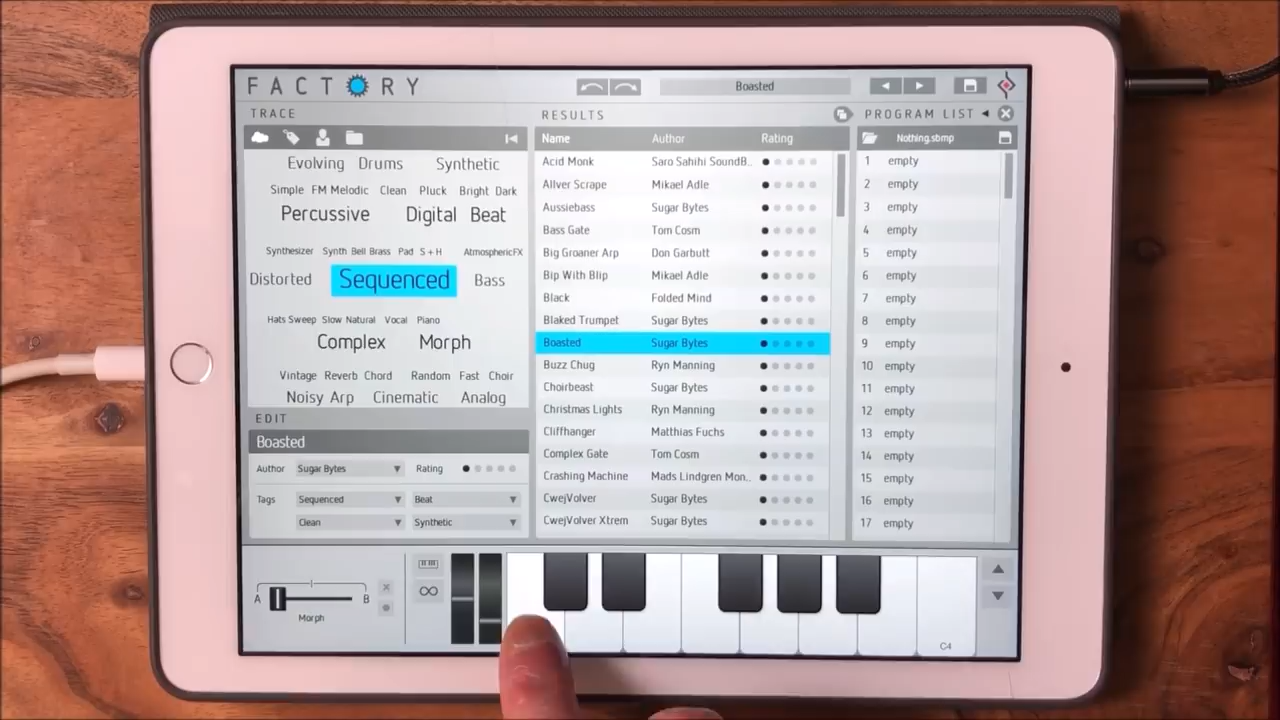 FACTORY
Boasted
TRACE
Evolving Drums Synthetic
Simple FM Melodic Clean Pluck Bright Dark
Percussive Digital Beat
Synthesizer Synth Bell Brass Pad S + H AtmosphericFX
Distorted Sequenced Bass
Hats Sweep Slow Natural Vocal Piano
Complex Morph
Vintage Reverb Chord Random Fast Choir
Noisy Arp Cinematic Analog
EDIT
Boasted
Author Sugar Bytes Rating
Tags Sequenced Beat
Clean Synthetic
RESULTS
Name Author Rating
Acid Monk Saro Sahihi SoundB..
Allver Scrape Mikael Adle
Aussiebass Sugar Bytes
Bass Gate Tom Cosm
Big Groaner Arp Don Garbutt
Bip With Blip Mikael Adle
Black Folded Mind
Blaked Trumpet Sugar Bytes
Boasted Sugar Bytes
Buzz Chug Ryn Manning
Choirbeast Sugar Bytes
Christmas Lights Ryn Manning
Cliffhanger Matthias Fuchs
Complex Gate Tom Cosm
Crashing Machine Mads Lindgren Mon..
CwejVolver Sugar Bytes
CwejVolver Xtrem Sugar Bytes
PROGRAM LIST
Nothing.sbmp
1 empty
2 empty
3 empty
4 empty
5 empty
6 empty
7 empty
8 empty
9 empty
10 empty
11 empty
12 empty
13 empty
14 empty
15 empty
16 empty
17 empty
A B
Morph
C4